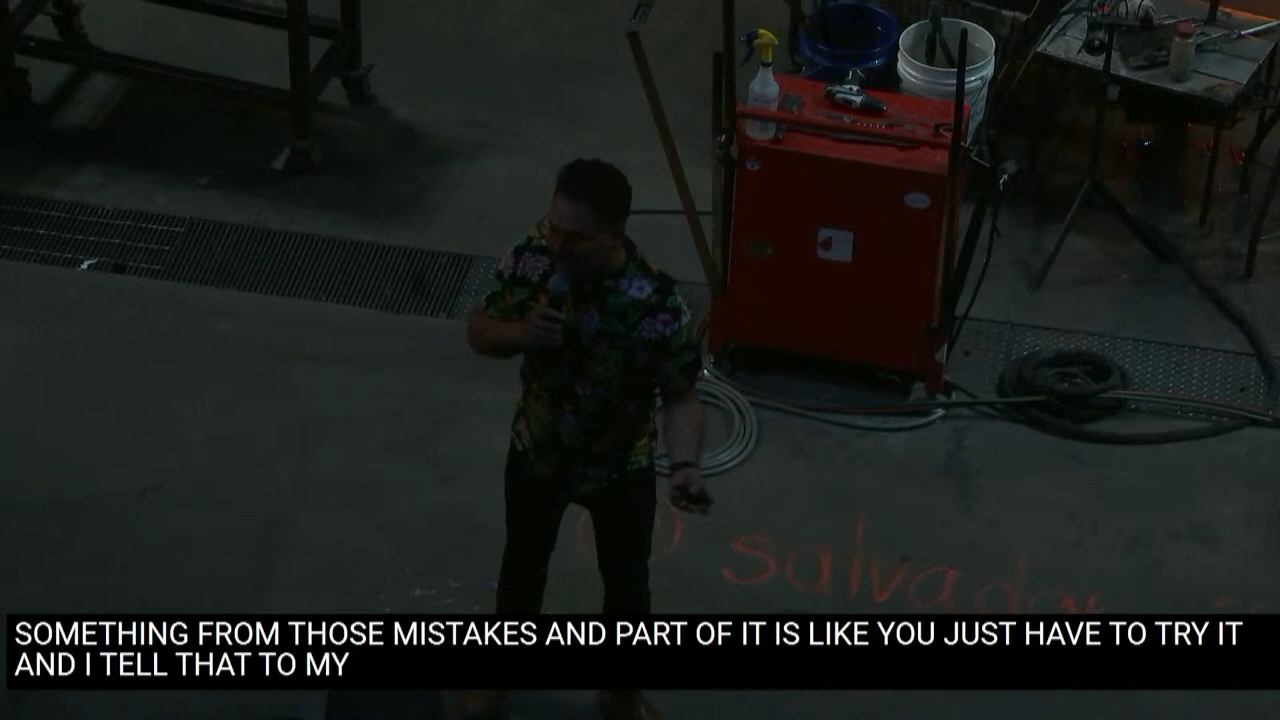 salvador
SOMETHING FROM THOSE MISTAKES AND PART OF IT IS LIKE YOU JUST HAVE TO TRY IT
AND I TELL THAT TO MY